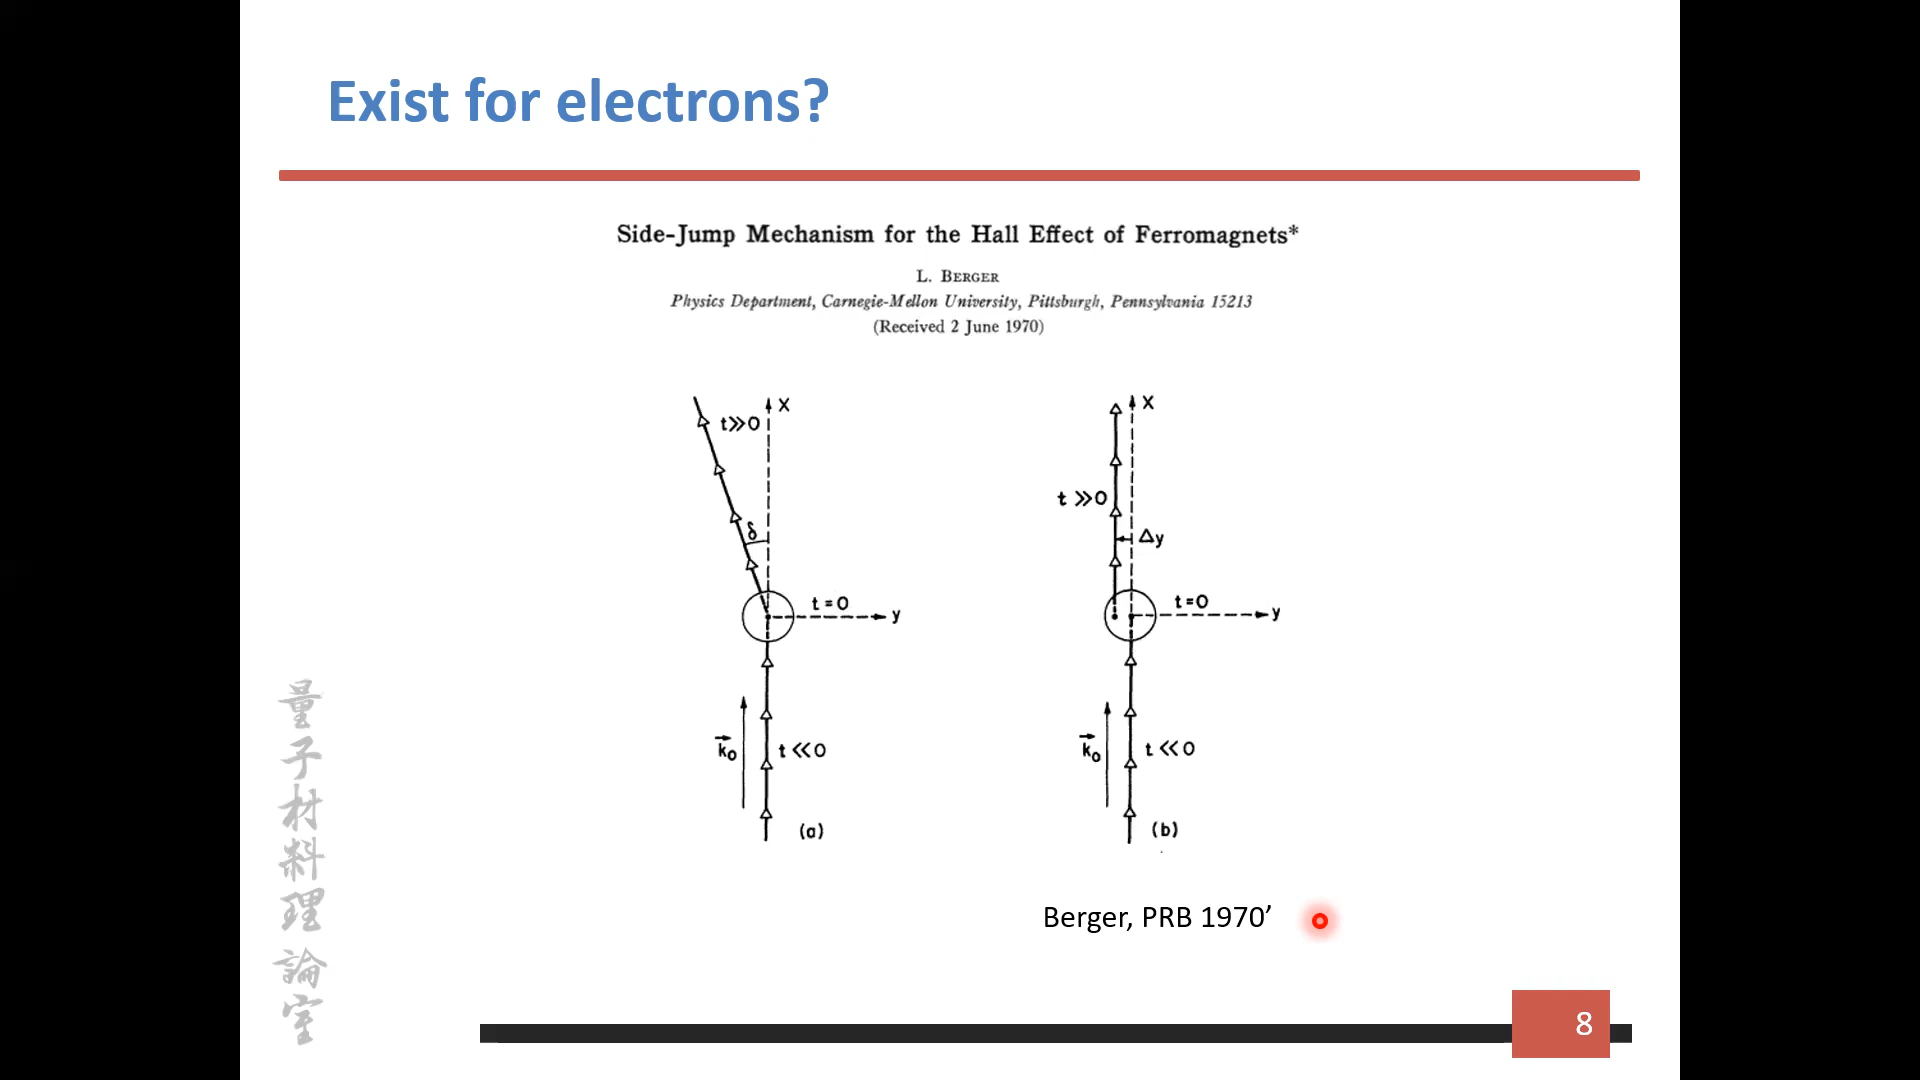 Exist for electrons?
Side-Jump Mechanism for the Hall Effect of Ferromagnets*
L. BERGER
Physics Department, Carnegie-Mellon University, Pittsburgh, Pennsylvania 15213
(Received 2 June 1970)
x
t≫0
δ
t=0
y
k⃗₀
t≪0
(a)
x
t≫0
Δy
t=0
y
k⃗₀
t≪0
(b)
Berger, PRB 1970’
量子材料理論室
8